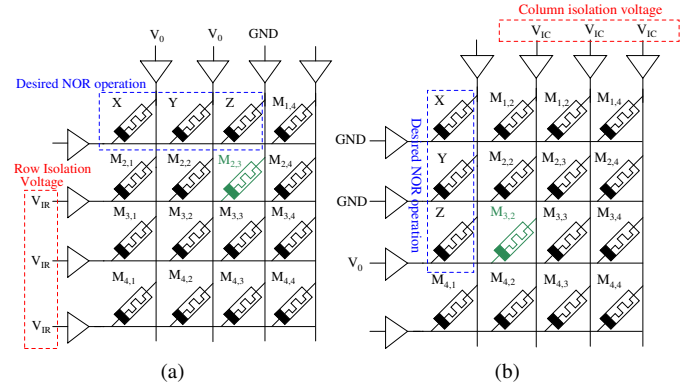 V0 V0 GND
Desired NOR operation
X Y Z M1,4
M2,1 M2,2 M2,3 M2,4
Row Isolation
Voltage
VIR M3,1 M3,2 M3,3 M3,4
VIR
M4,1 M4,2 M4,3 M4,4
VIR
(a)
Column isolation voltage
VIC VIC VIC
Desired NOR operation
X M1,2 M1,2 M1,4
GND
Y M2,2 M2,3 M2,4
GND
Z M3,2 M3,3 M3,4
V0
M4,1 M4,2 M4,3 M4,4
(b)